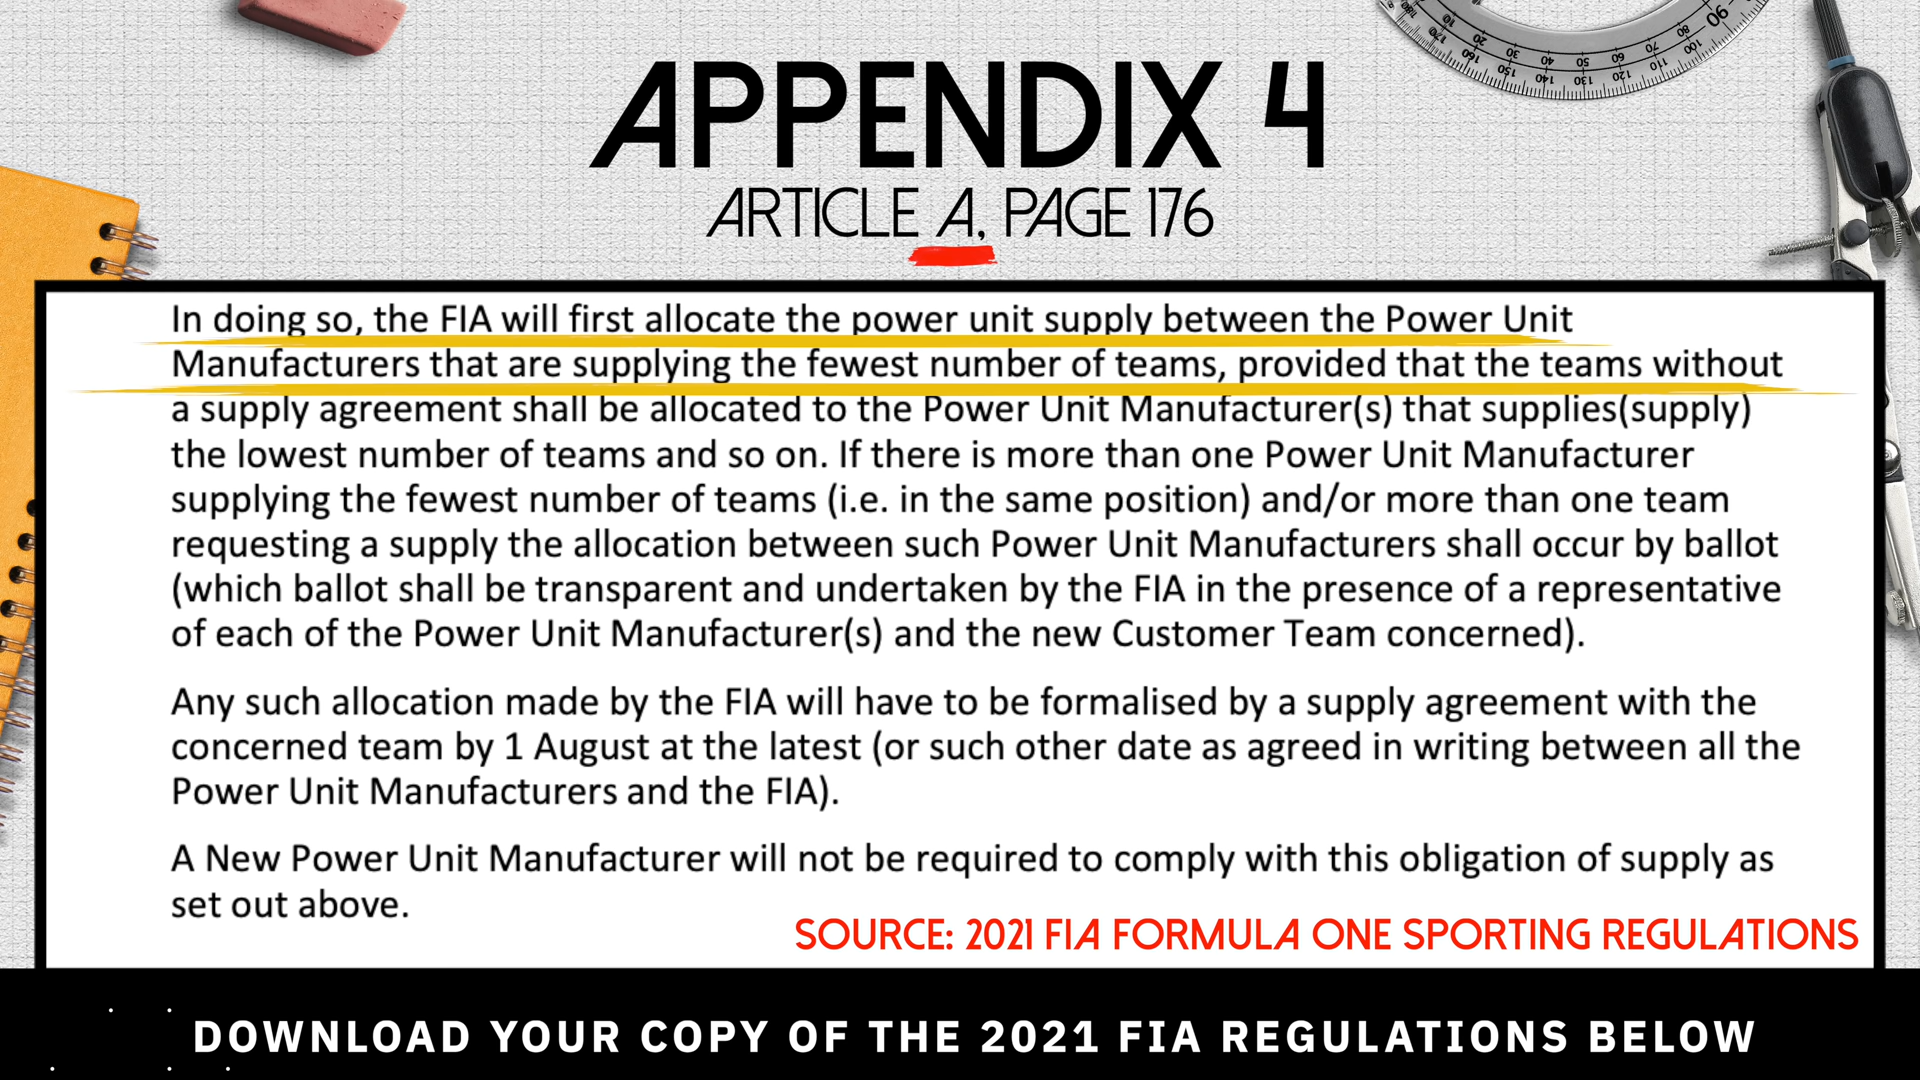 APPENDIX 4
ARTICLE A, PAGE 176
In doing so, the FIA will first allocate the power unit supply between the Power Unit
Manufacturers that are supplying the fewest number of teams, provided that the teams without
a supply agreement shall be allocated to the Power Unit Manufacturer(s) that supplies(supply)
the lowest number of teams and so on. If there is more than one Power Unit Manufacturer
supplying the fewest number of teams (i.e. in the same position) and/or more than one team
requesting a supply the allocation between such Power Unit Manufacturers shall occur by ballot
(which ballot shall be transparent and undertaken by the FIA in the presence of a representative
of each of the Power Unit Manufacturer(s) and the new Customer Team concerned).
Any such allocation made by the FIA will have to be formalised by a supply agreement with the
concerned team by 1 August at the latest (or such other date as agreed in writing between all the
Power Unit Manufacturers and the FIA).
A New Power Unit Manufacturer will not be required to comply with this obligation of supply as
set out above.
SOURCE: 2021 FIA FORMULA ONE SPORTING REGULATIONS
DOWNLOAD YOUR COPY OF THE 2021 FIA REGULATIONS BELOW